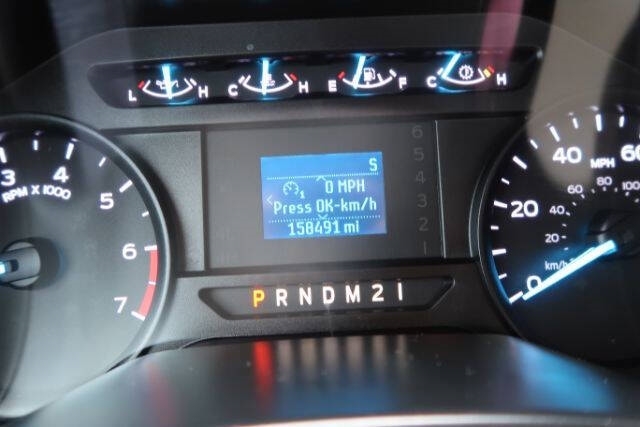 L H C H E F C H
S
1 0 MPH
Press OK-km/h
158491 mi
6
5
4
3
2
1
3 4
RPM X 1000
6
7
0 20 40 60
MPH
20 40 60 80 100
km/h
P R N D M 2 1